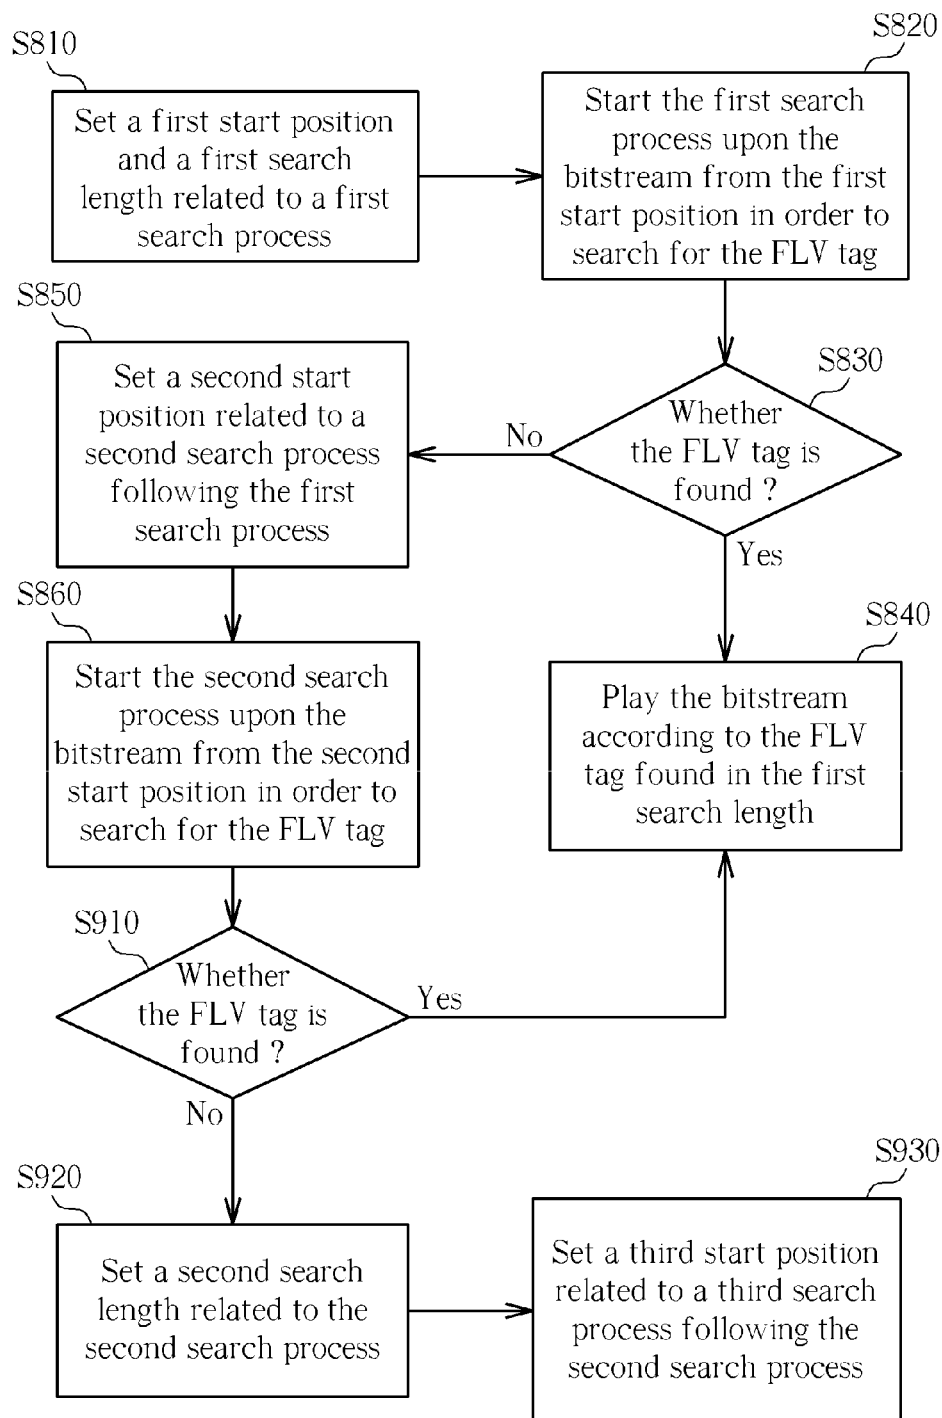 S810
Set a first start position
and a first search
length related to a first
search process
S820
Start the first search
process upon the
bitstream from the first
start position in order to
search for the FLV tag
S830
Whether
the FLV tag is
found ?
No
Yes
S850
Set a second start
position related to a
second search process
following the first
search process
S840
Play the bitstream
according to the FLV
tag found in the first
search length
S860
Start the second search
process upon the
bitstream from the second
start position in order to
search for the FLV tag
S910
Whether
the FLV tag is
found ?
Yes
No
S920
Set a second search
length related to the
second search process
S930
Set a third start position
related to a third search
process following the
second search process